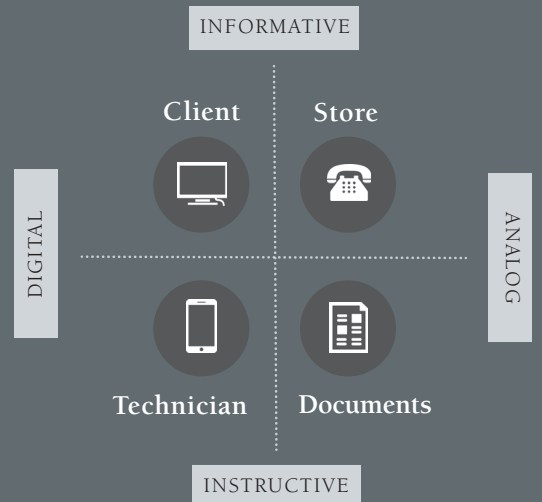 INFORMATIVE
Client
Store
DIGITAL
ANALOG
Technician
Documents
INSTRUCTIVE